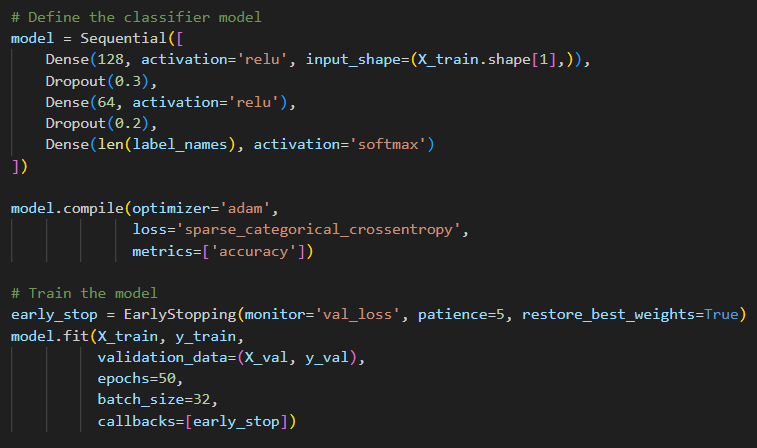 # Define the classifier model
model = Sequential([
    Dense(128, activation='relu', input_shape=(X_train.shape[1],)),
    Dropout(0.3),
    Dense(64, activation='relu'),
    Dropout(0.2),
    Dense(len(label_names), activation='softmax')
])

model.compile(optimizer='adam',
              loss='sparse_categorical_crossentropy',
              metrics=['accuracy'])

# Train the model
early_stop = EarlyStopping(monitor='val_loss', patience=5, restore_best_weights=True)
model.fit(X_train, y_train,
          validation_data=(X_val, y_val),
          epochs=50,
          batch_size=32,
          callbacks=[early_stop])